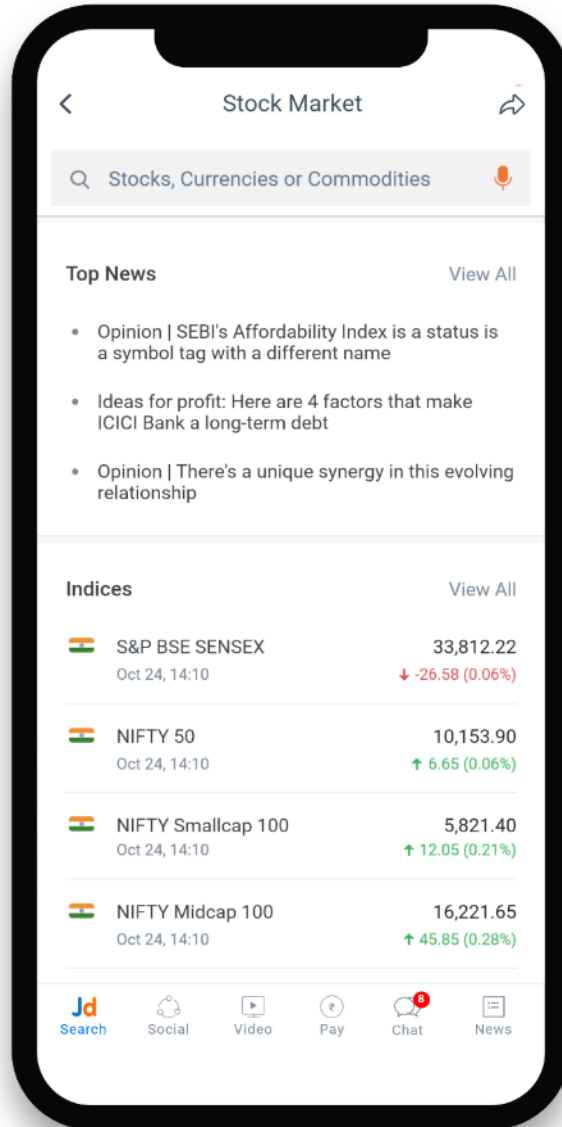 Stock Market
Stocks, Currencies or Commodities
Top News
View All
Opinion | SEBI's Affordability Index is a status is
a symbol tag with a different name
Ideas for profit: Here are 4 factors that make
ICICI Bank a long-term debt
Opinion | There's a unique synergy in this evolving
relationship
Indices
View All
S&P BSE SENSEX
33,812.22
Oct 24, 14:10
-26.58 (0.06%)
NIFTY 50
10,153.90
Oct 24, 14:10
6.65 (0.06%)
NIFTY Smallcap 100
5,821.40
Oct 24, 14:10
12.05 (0.21%)
NIFTY Midcap 100
16,221.65
Oct 24, 14:10
45.85 (0.28%)
Jd
₹
8
Search
Social
Video
Pay
Chat
News